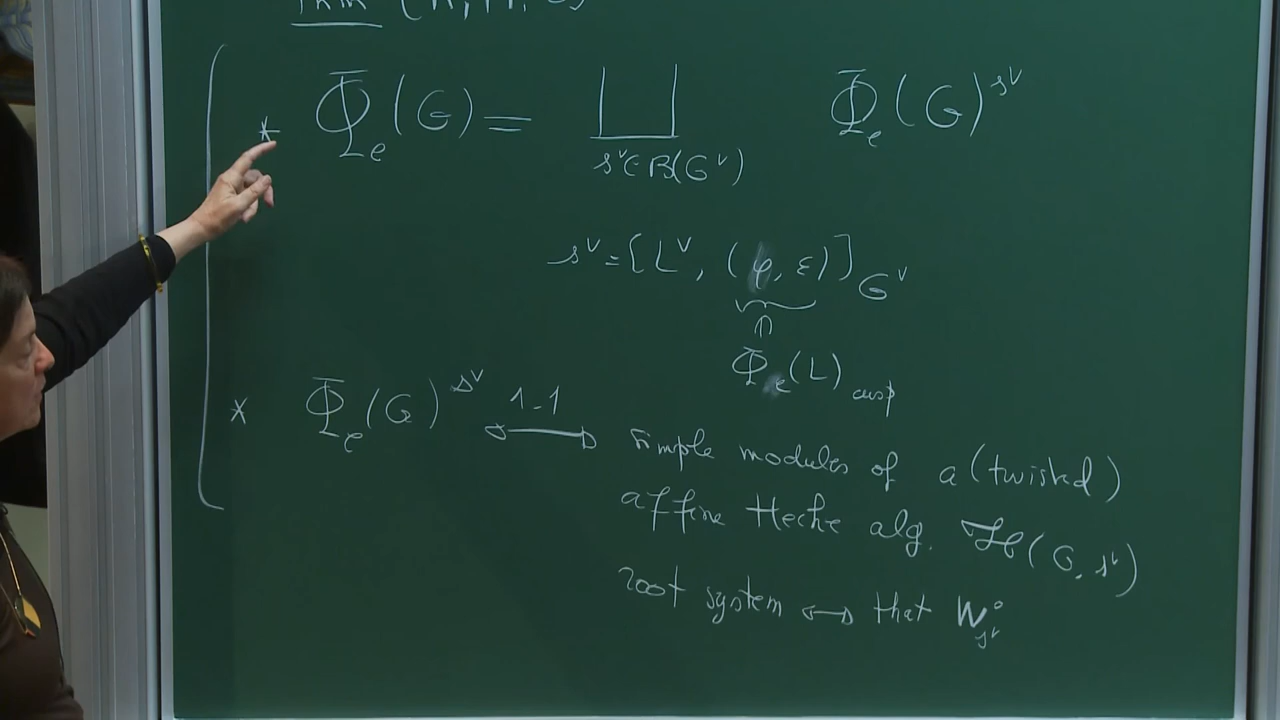 * Φ_e(G) = ⨆ Φ_e(G)^{s^∨}
s^∨∈B(G^∨)
s^∨=[L^∨, (φ, ε)]_{G^∨}
∩
Φ_e(L)_{cusp}
* Φ_e(G)^{s^∨} 1-1 ⟷ simple modules of a (twisted)
affine Hecke alg. ℋ(G, s^∨)
root system ⟷ that W°_{s^∨}